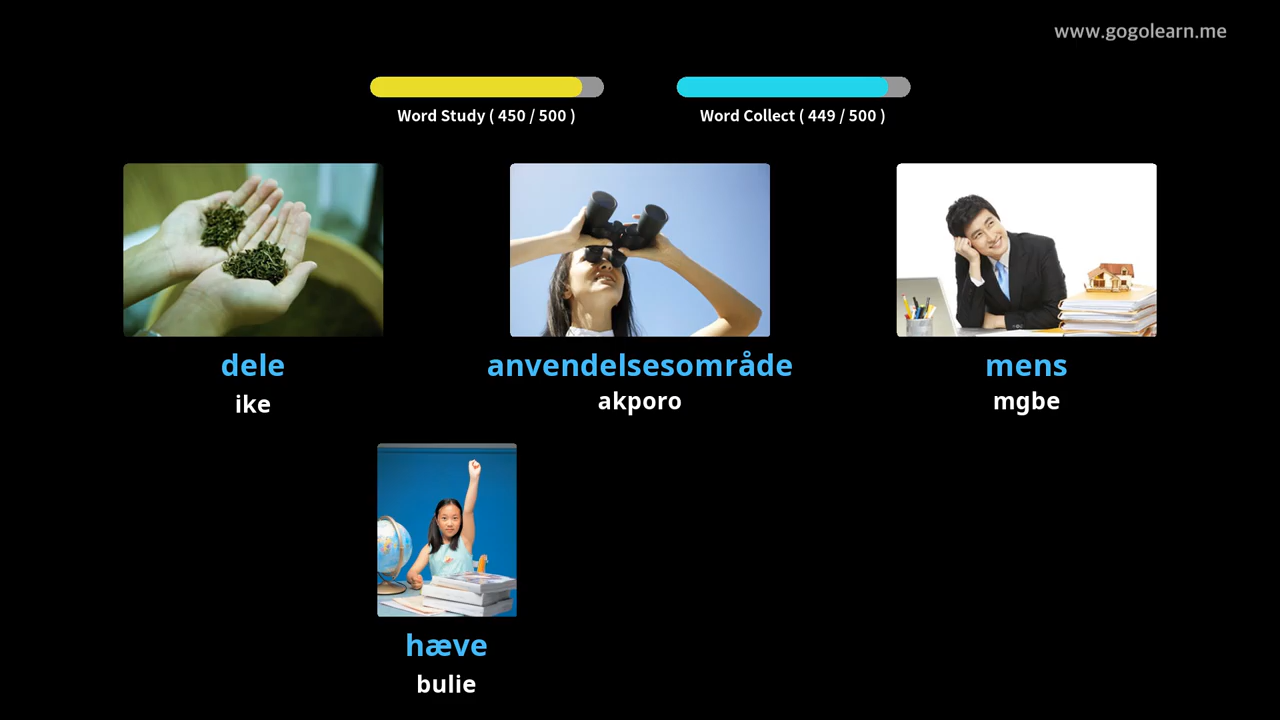 www.gogolearn.me
Word Study ( 450 / 500 )
Word Collect ( 449 / 500 )
dele
ike
anvendelsesområde
akporo
mens
mgbe
hæve
bulie